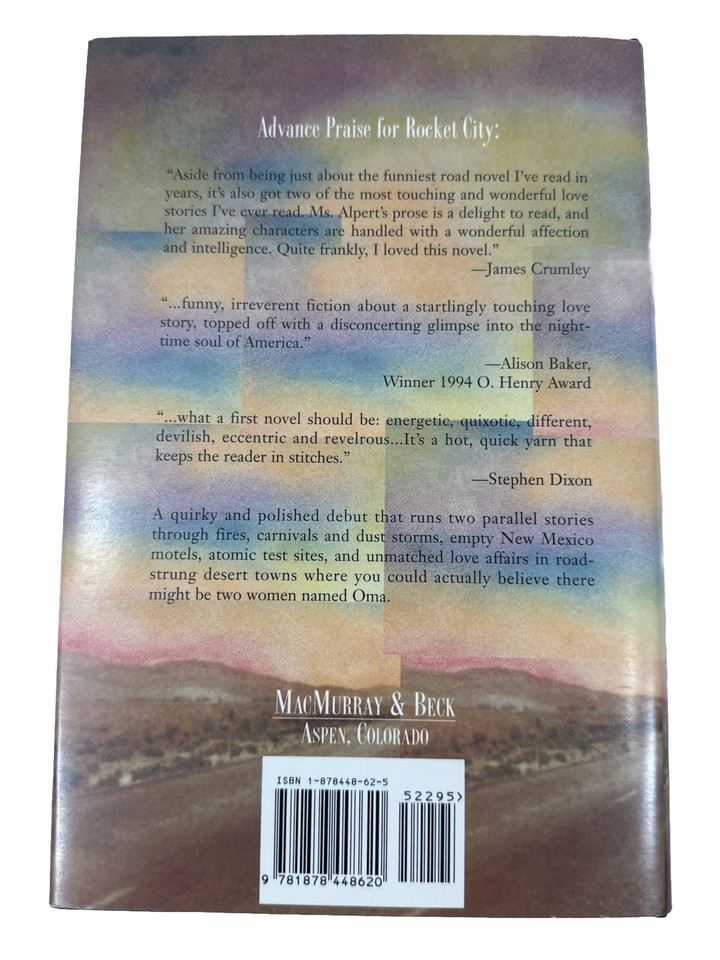 Advance Praise for Rocket City:
“Aside from being just about the funniest road novel I’ve read in
years, it’s also got two of the most touching and wonderful love
stories I’ve ever read. Ms. Alpert’s prose is a delight to read, and
her amazing characters are handled with a wonderful affection
and intelligence. Quite frankly, I loved this novel.”
—James Crumley
“...funny, irreverent fiction about a startlingly touching love
story, topped off with a disconcerting glimpse into the night-
time soul of America.”
—Alison Baker,
Winner 1994 O. Henry Award
“...what a first novel should be: energetic, quixotic, different,
devilish, eccentric and revelrous...It’s a hot, quick yarn that
keeps the reader in stitches.”
—Stephen Dixon
A quirky and polished debut that runs two parallel stories
through fires, carnivals and dust storms, empty New Mexico
motels, atomic test sites, and unmatched love affairs in road-
strung desert towns where you could actually believe there
might be two women named Oma.
MacMurray & Beck
Aspen, Colorado
ISBN 1-878448-62-5
52295>
9 781878 448620